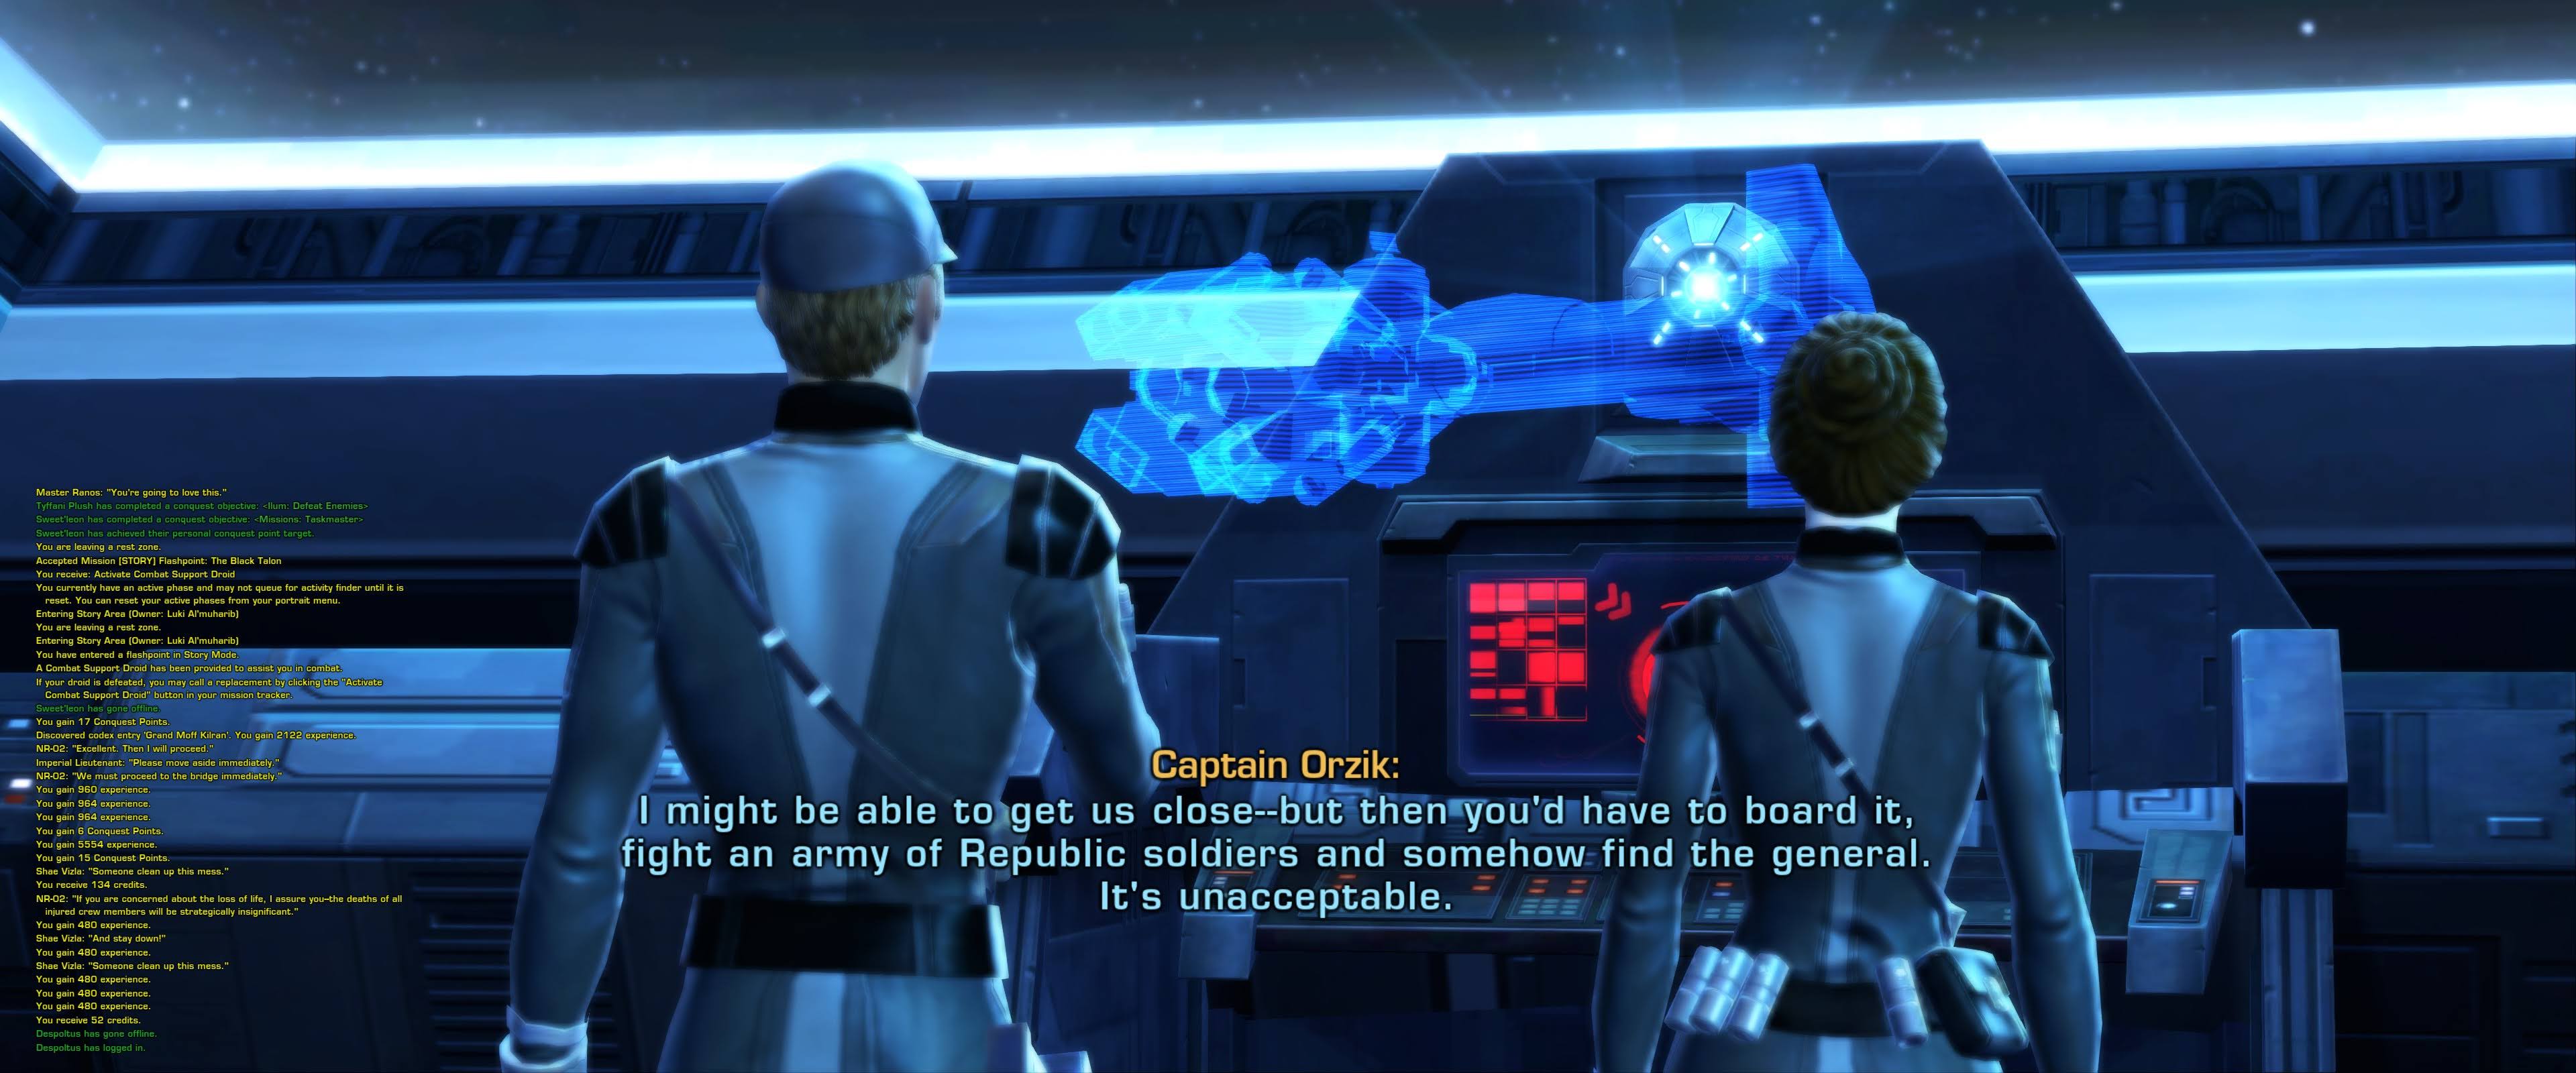 Master Ranos: "You're going to love this."
Tyffani Plush has completed a conquest objective: <Ilum: Defeat Enemies>
Sweet'leon has completed a conquest objective: <Missions: Taskmaster>
Sweet'leon has achieved their personal conquest point target.
You are leaving a rest zone.
Accepted Mission [STORY] Flashpoint: The Black Talon
You receive: Activate Combat Support Droid
You currently have an active phase and may not queue for activity finder until it is
reset. You can reset your active phases from your portrait menu.
Entering Story Area (Owner: Luki Al'muharib)
You are leaving a rest zone.
Entering Story Area (Owner: Luki Al'muharib)
You have entered a flashpoint in Story Mode.
A Combat Support Droid has been provided to assist you in combat.
If your droid is defeated, you may call a replacement by clicking the "Activate
Combat Support Droid" button in your mission tracker.
Sweet'leon has gone offline.
You gain 17 Conquest Points.
Discovered codex entry 'Grand Moff Kilran'. You gain 2122 experience.
NR-02: "Excellent. Then I will proceed."
Imperial Lieutenant: "Please move aside immediately."
NR-02: "We must proceed to the bridge immediately."
You gain 960 experience.
You gain 964 experience.
You gain 964 experience.
You gain 6 Conquest Points.
You gain 5554 experience.
You gain 15 Conquest Points.
Shae Vizla: "Someone clean up this mess."
You receive 134 credits.
NR-02: "If you are concerned about the loss of life, I assure you--the deaths of all
injured crew members will be strategically insignificant."
You gain 480 experience.
Shae Vizla: "And stay down!"
You gain 480 experience.
Shae Vizla: "Someone clean up this mess."
You gain 480 experience.
You gain 480 experience.
You gain 480 experience.
You receive 52 credits.
Despoltus has gone offline.
Despoltus has logged in.
Captain Orzik:
I might be able to get us close--but then you'd have to board it,
fight an army of Republic soldiers and somehow find the general.
It's unacceptable.